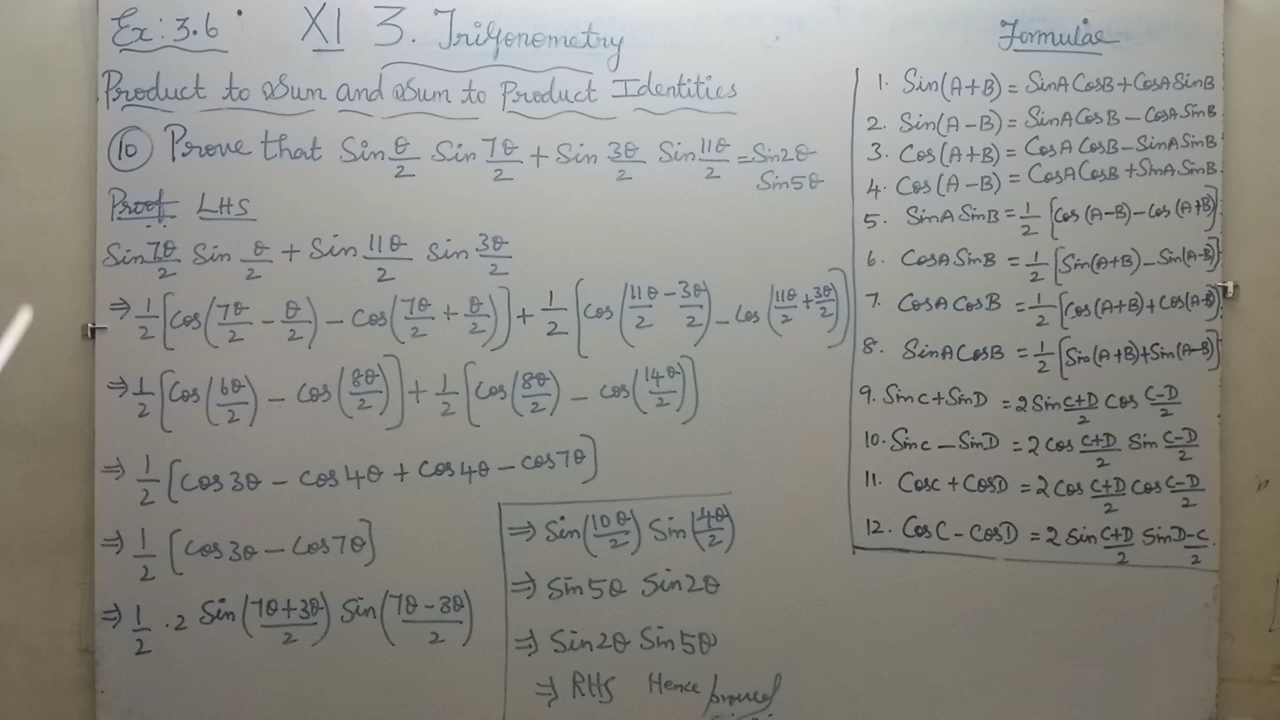 Ex: 3.6 XI 3. Trigonometry
Product to Sum and Sum to Product Identities
10 Prove that Sin θ/2 Sin 7θ/2 + Sin 3θ/2 Sin 11θ/2 = Sin2θ
Sin5θ
Proof LHS
Sin 7θ/2 Sin θ/2 + Sin 11θ/2 Sin 3θ/2
⇒ 1/2 [Cos(7θ/2 − θ/2) − Cos(7θ/2 + θ/2)] + 1/2 [Cos(11θ/2 − 3θ/2) − Cos(11θ/2 + 3θ/2)]
⇒ 1/2 [Cos(6θ/2) − Cos(8θ/2)] + 1/2 [Cos(8θ/2) − Cos(14θ/2)]
⇒ 1/2 [Cos 3θ − Cos 4θ + Cos 4θ − Cos 7θ]
⇒ 1/2 [Cos 3θ − Cos 7θ]
⇒ 1/2 · 2 Sin(7θ+3θ/2) Sin(7θ−3θ/2)
⇒ Sin(10θ/2) Sin(4θ/2)
⇒ Sin 5θ Sin 2θ
⇒ Sin 2θ Sin 5θ
⇒ RHS Hence proved
Formulae
1. Sin(A+B) = SinA CosB + CosA SinB
2. Sin(A−B) = SinA CosB − CosA SinB
3. Cos(A+B) = CosA CosB − SinA SinB
4. Cos(A−B) = CosA CosB + SinA SinB
5. SinA SinB = 1/2 [Cos(A−B) − Cos(A+B)]
6. CosA SinB = 1/2 [Sin(A+B) − Sin(A−B)]
7. CosA CosB = 1/2 [Cos(A+B) + Cos(A−B)]
8. SinA CosB = 1/2 [Sin(A+B) + Sin(A−B)]
9. SinC + SinD = 2 Sin C+D/2 Cos C−D/2
10. SinC − SinD = 2 Cos C+D/2 Sin C−D/2
11. CosC + CosD = 2 Cos C+D/2 Cos C−D/2
12. CosC − CosD = 2 Sin C+D/2 Sin D−C/2.